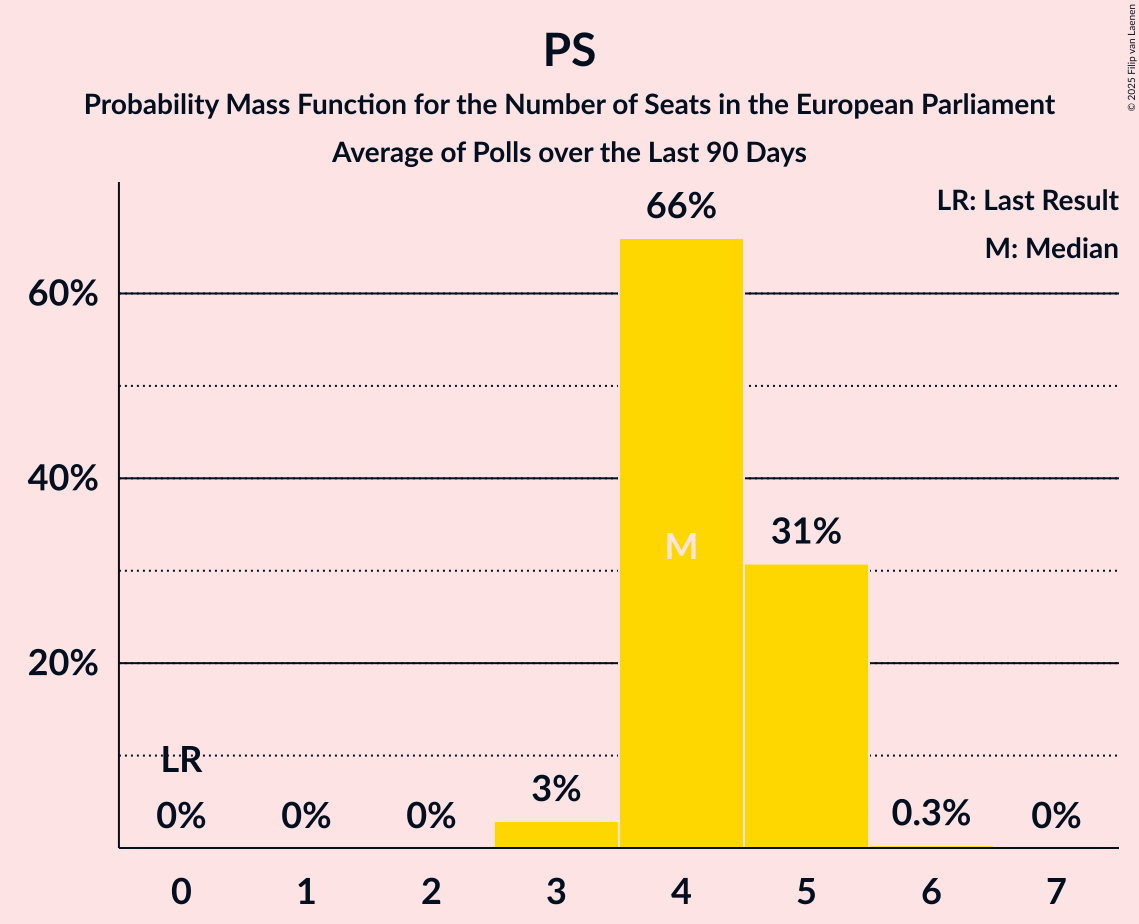 PS
Probability Mass Function for the Number of Seats in the European Parliament
Average of Polls over the Last 90 Days
© 2025 Filip van Laenen
LR: Last Result
M: Median
66%
60%
40%
31%
M
20%
LR
3%
0%
0%
0%
0.3%
0%
0
1
2
3
4
5
6
7